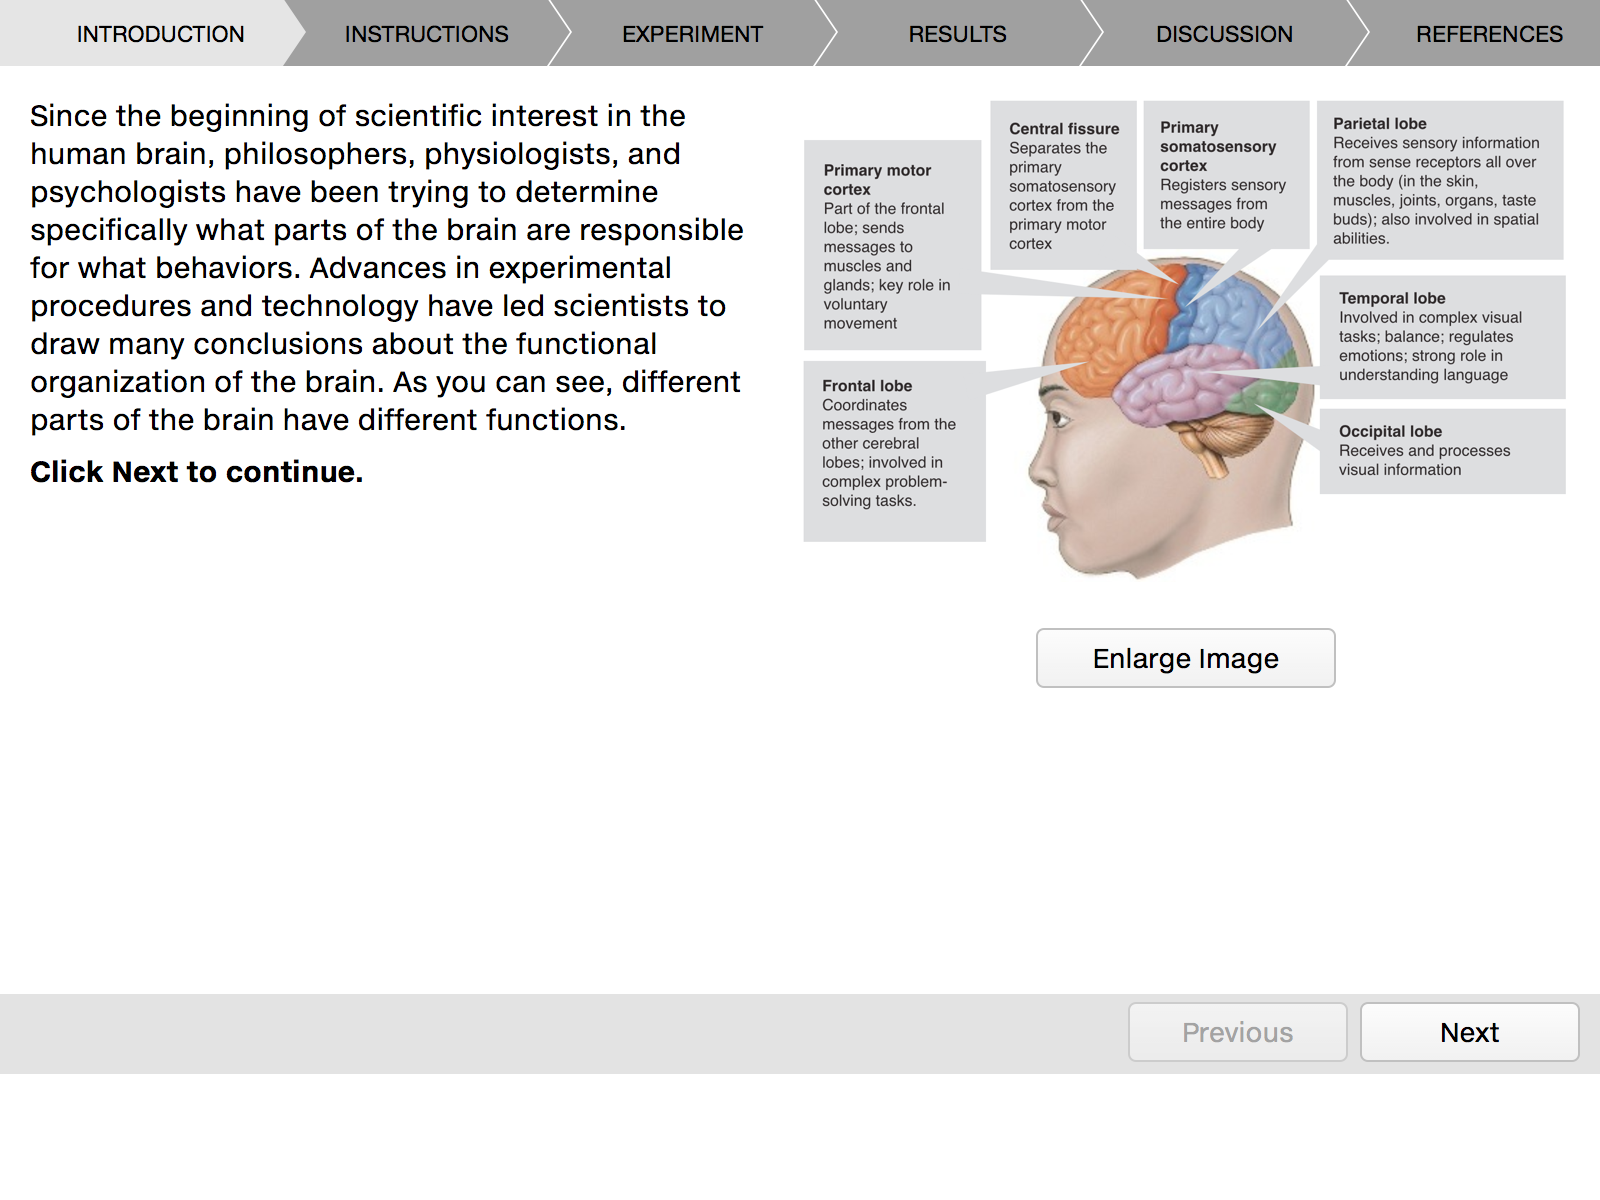 INTRODUCTION
INSTRUCTIONS
EXPERIMENT
RESULTS
DISCUSSION
REFERENCES
Since the beginning of scientific interest in the
human brain, philosophers, physiologists, and
psychologists have been trying to determine
specifically what parts of the brain are responsible
for what behaviors. Advances in experimental
procedures and technology have led scientists to
draw many conclusions about the functional
organization of the brain. As you can see, different
parts of the brain have different functions.
Click Next to continue.
Primary motor
cortex
Part of the frontal
lobe; sends
messages to
muscles and
glands; key role in
voluntary
movement
Central fissure
Separates the
primary
somatosensory
cortex from the
primary motor
cortex
Primary
somatosensory
cortex
Registers sensory
messages from
the entire body
Parietal lobe
Receives sensory information
from sense receptors all over
the body (in the skin,
muscles, joints, organs, taste
buds); also involved in spatial
abilities.
Temporal lobe
Involved in complex visual
tasks; balance; regulates
emotions; strong role in
understanding language
Frontal lobe
Coordinates
messages from the
other cerebral
lobes; involved in
complex problem-
solving tasks.
Occipital lobe
Receives and processes
visual information
Enlarge Image
Previous
Next